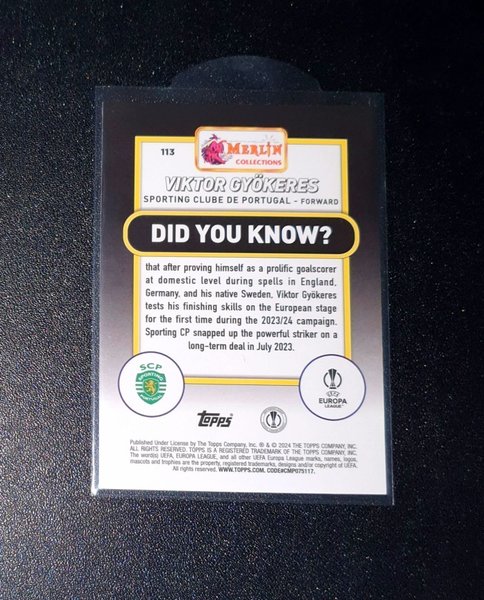 113
MERLIN
COLLECTIONS
VIKTOR GYÖKERES
SPORTING CLUBE DE PORTUGAL - FORWARD
DID YOU KNOW?
that after proving himself as a prolific goalscorer
at domestic level during spells in England,
Germany, and his native Sweden, Viktor Gyökeres
tests his finishing skills on the European stage
for the first time during the 2023/24 campaign.
Sporting CP snapped up the powerful striker on a
long-term deal in July 2023.
SCP
SPORTING
PORTUGAL
UEFA
EUROPA
LEAGUE
Topps
Published Under License by The Topps Company, Inc. ® & © 2024 THE TOPPS COMPANY, INC.
ALL RIGHTS RESERVED. TOPPS IS A REGISTERED TRADEMARK OF THE TOPPS COMPANY, INC.
The word(s) UEFA, EUROPA LEAGUE, and all other UEFA Europa League marks, names, logos,
mascots and trophies are the property, registered trademarks, designs and/or copyright of UEFA.
All rights reserved. WWW.TOPPS.COM. CODE#CMP075117.